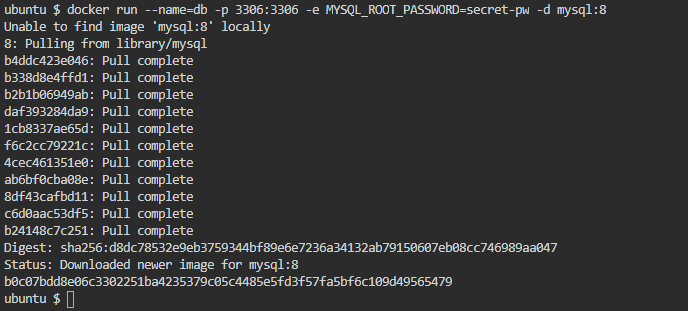 ubuntu $ docker run --name=db -p 3306:3306 -e MYSQL_ROOT_PASSWORD=secret-pw -d mysql:8
Unable to find image 'mysql:8' locally
8: Pulling from library/mysql
b4ddc423e046: Pull complete
b338d8e4ffd1: Pull complete
b2b1b06949ab: Pull complete
daf393284da9: Pull complete
1cb8337ae65d: Pull complete
f6c2cc79221c: Pull complete
4cec461351e0: Pull complete
ab6bf0cba08e: Pull complete
8df43cafbd11: Pull complete
c6d0aac53df5: Pull complete
b24148c7c251: Pull complete
Digest: sha256:d8dc78532e9eb3759344bf89e6e7236a34132ab79150607eb08cc746989aa047
Status: Downloaded newer image for mysql:8
b0c07bdd8e06c3302251ba4235379c05c4485e5fd3f57fa5bf6c109d49565479
ubuntu $